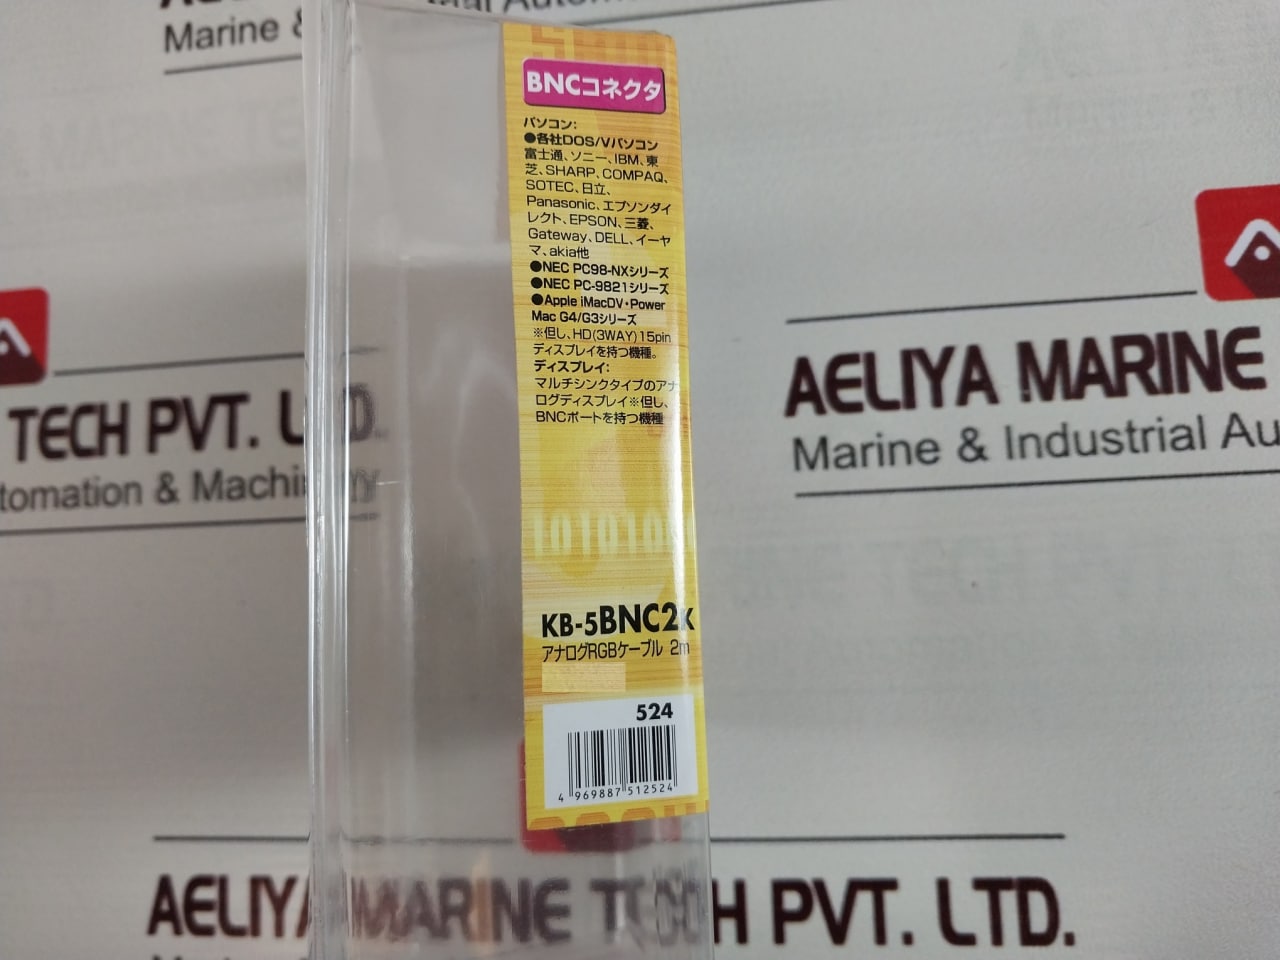 Marine &
BNCコネクタ
パソコン:
●各社DOS/Vパソコン
富士通、ソニー、IBM、東
芝、SHARP、COMPAQ、
SOTEC、日立、
Panasonic、エプソンダイ
レクト、EPSON、三菱、
Gateway、DELL、イーヤ
マ、akia他
●NEC PC98-NXシリーズ
●NEC PC-9821シリーズ
●Apple iMacDV・Power
Mac G4/G3シリーズ
※但し、HD(3WAY)15pin
ディスプレイを持つ機種。
ディスプレイ:
マルチシンクタイプのアナ
ログディスプレイ※但し、
BNCポートを持つ機種
KB-5BNC2K
アナログRGBケーブル 2m
524
4 969887 512524
TECH PVT. LTD.
tomation & Machinery
AELIYA MARINE
Marine & Industrial Au
AELIYA MARINE TECH PVT. LTD.